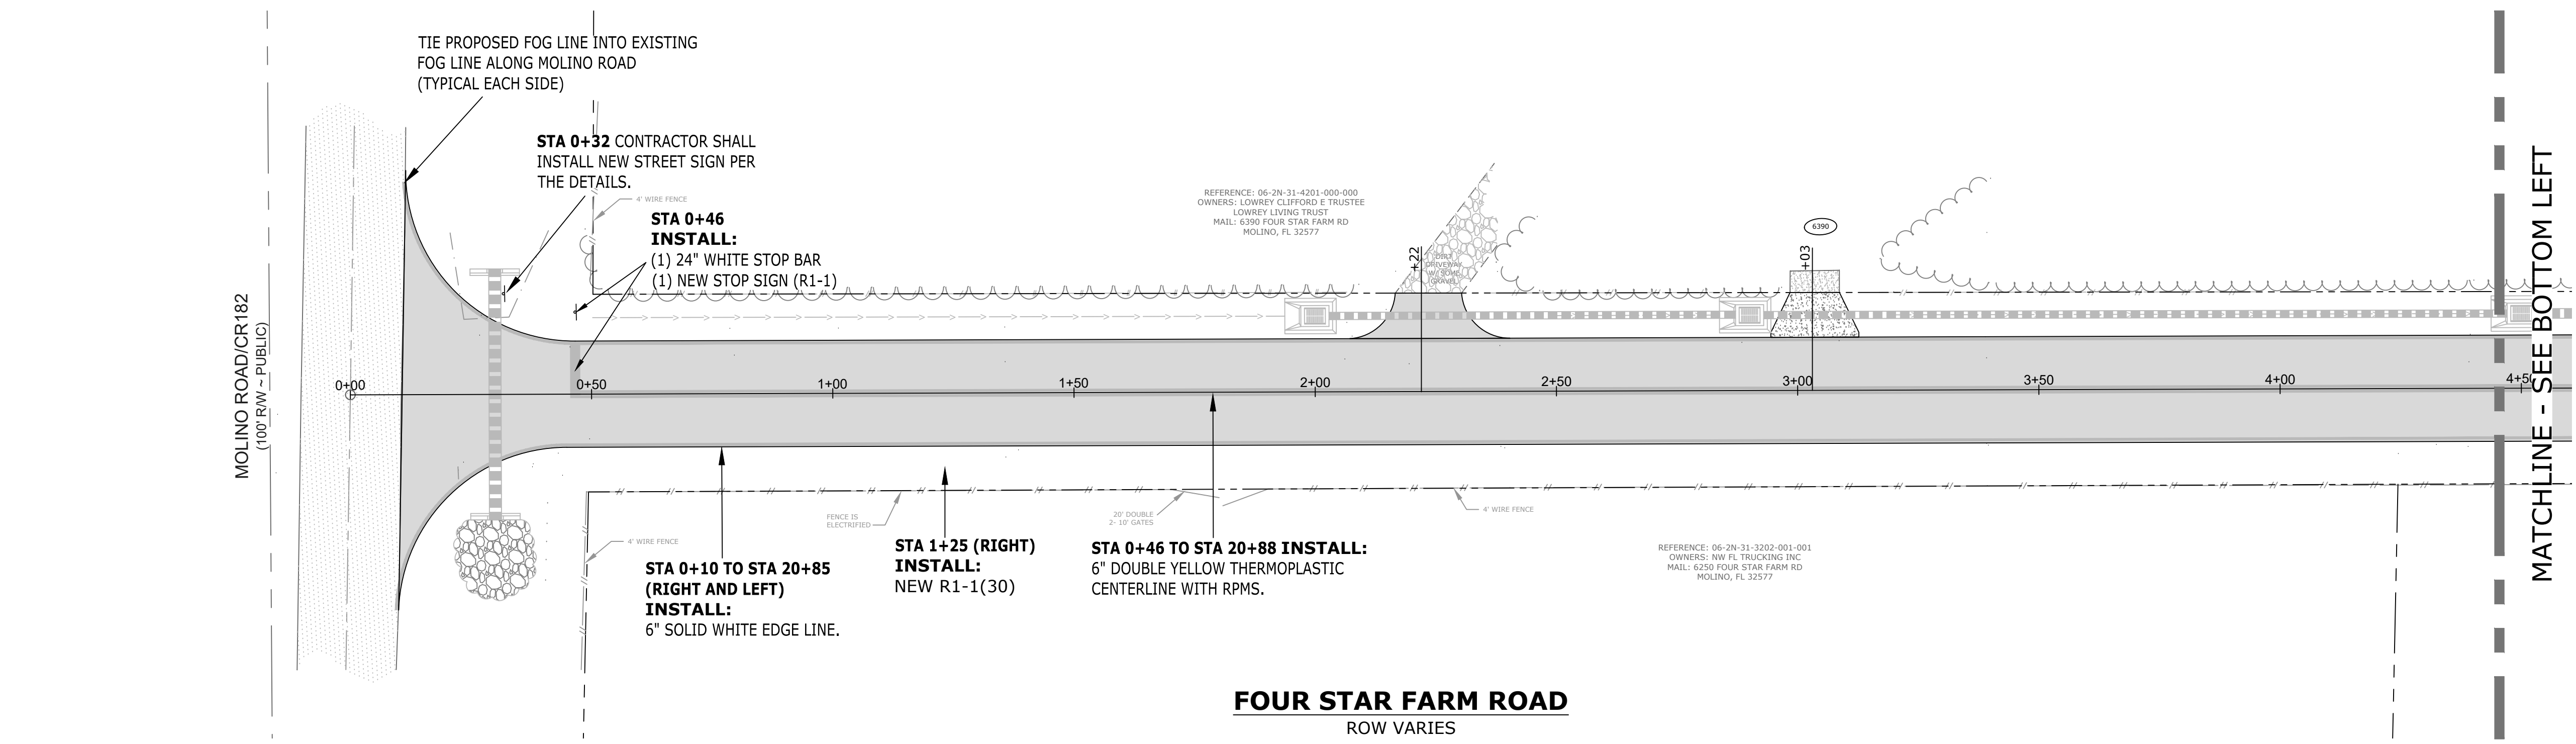 TIE PROPOSED FOG LINE INTO EXISTING
FOG LINE ALONG MOLINO ROAD
(TYPICAL EACH SIDE)
STA 0+32 CONTRACTOR SHALL
INSTALL NEW STREET SIGN PER
THE DETAILS.
4' WIRE FENCE
STA 0+46
INSTALL:
(1) 24" WHITE STOP BAR
(1) NEW STOP SIGN (R1-1)
REFERENCE: 06-2N-31-4201-000-000
OWNERS: LOWREY CLIFFORD E TRUSTEE
LOWREY LIVING TRUST
MAIL: 6390 FOUR STAR FARM RD
MOLINO, FL 32577
+22
DIRT
DRIVEWAY
W/ SOME
GRAVEL
6390
+03
MOLINO ROAD/CR182
(100' R/W ~ PUBLIC)
0+00
0+50
1+00
1+50
2+00
2+50
3+00
3+50
4+00
4+50
MATCHLINE - SEE BOTTOM LEFT
4' WIRE FENCE
FENCE IS
ELECTRIFIED
20' DOUBLE
2- 10' GATES
4' WIRE FENCE
STA 0+10 TO STA 20+85
(RIGHT AND LEFT)
INSTALL:
6" SOLID WHITE EDGE LINE.
STA 1+25 (RIGHT)
INSTALL:
NEW R1-1(30)
STA 0+46 TO STA 20+88 INSTALL:
6" DOUBLE YELLOW THERMOPLASTIC
CENTERLINE WITH RPMS.
REFERENCE: 06-2N-31-3202-001-001
OWNERS: NW FL TRUCKING INC
MAIL: 6250 FOUR STAR FARM RD
MOLINO, FL 32577
FOUR STAR FARM ROAD
ROW VARIES